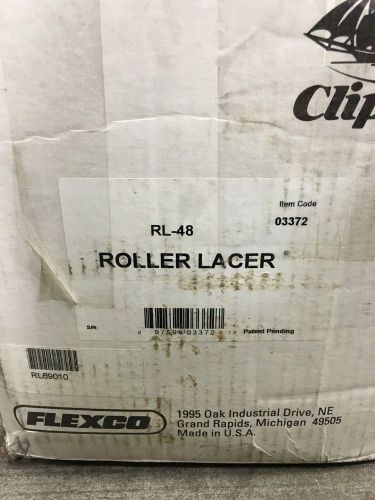 Clip
Item Code
RL-48
03372
ROLLER LACER ®
S/N:
Patent Pending
RL89010
FLEXCO
1995 Oak Industrial Drive, NE
Grand Rapids, Michigan 49505
Made in U.S.A.